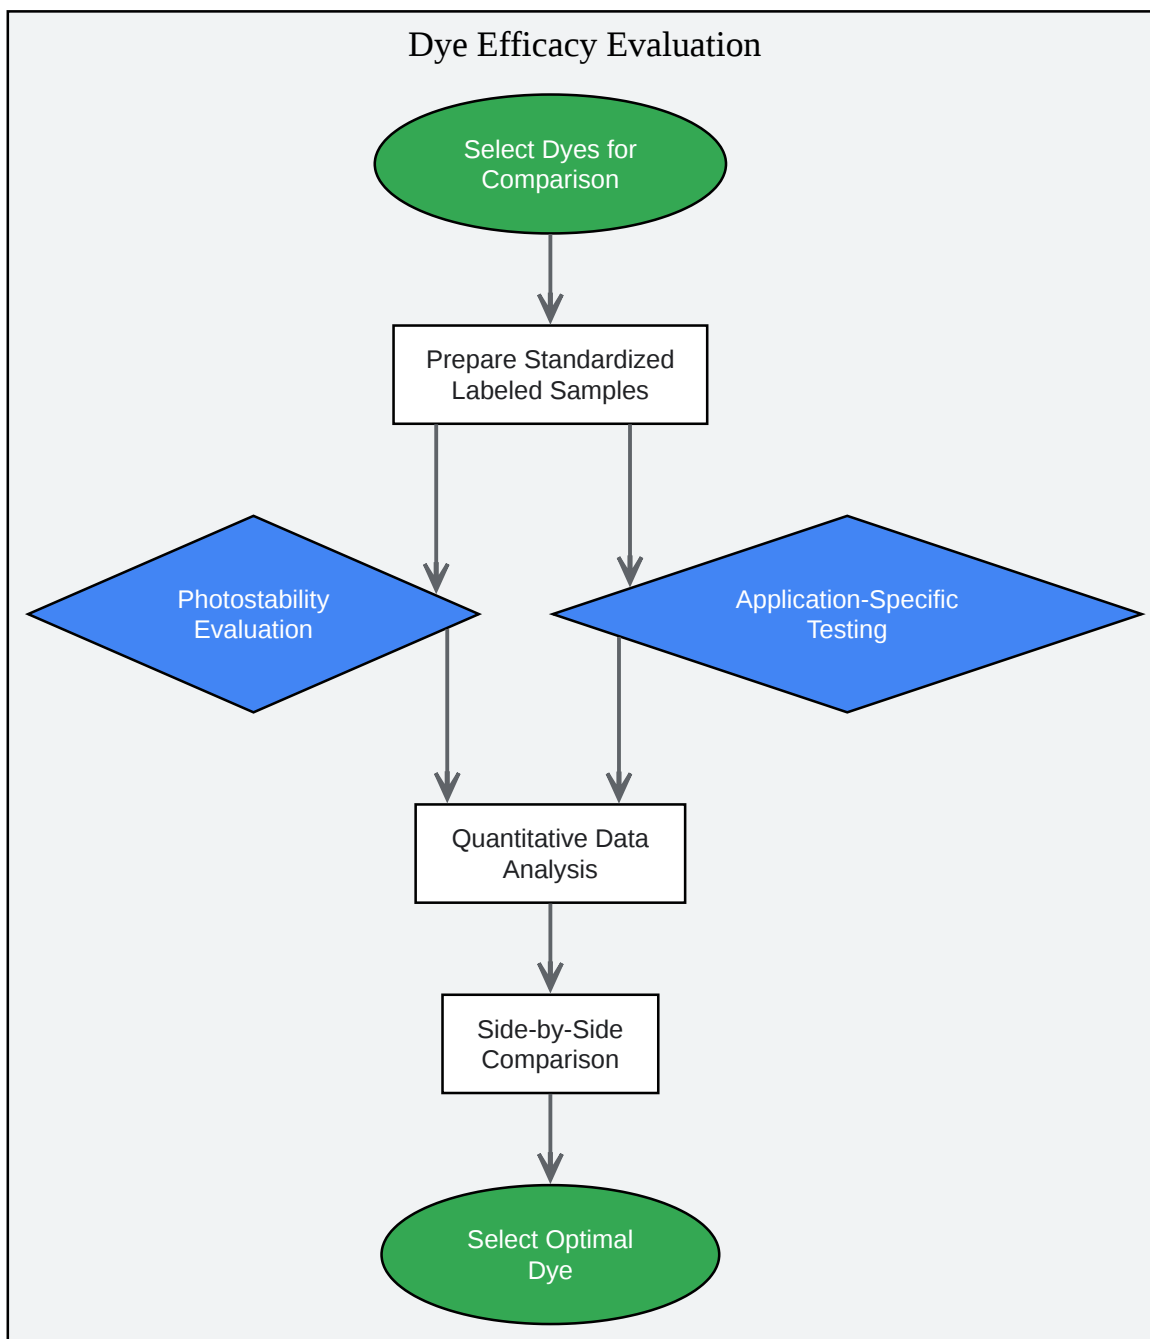 Dye Efficacy Evaluation
Select Dyes for
Comparison
Prepare Standardized
Labeled Samples
Photostability
Evaluation
Application-Specific
Testing
Quantitative Data
Analysis
Side-by-Side
Comparison
Select Optimal
Dye